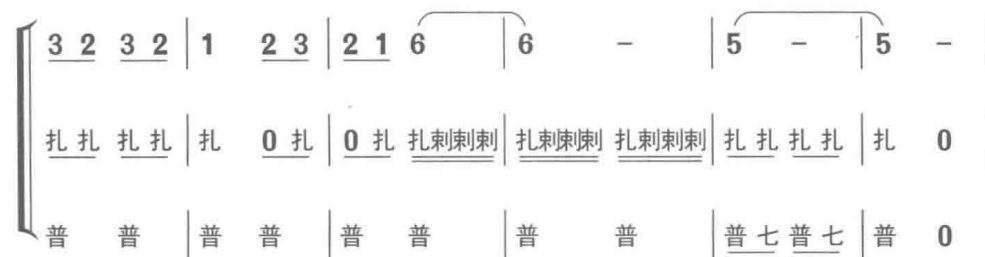 3 2 3 2 | 1 2 3 | 2 1 6 | 6 – | 5 – | 5 –
扎 扎 扎 扎 | 扎 0 扎 | 0 扎 扎刺刺刺 | 扎刺刺刺 扎刺刺刺 | 扎 扎 扎 扎 | 扎 0
普 普 | 普 普 | 普 普 | 普 普 | 普 七 普 七 | 普 0